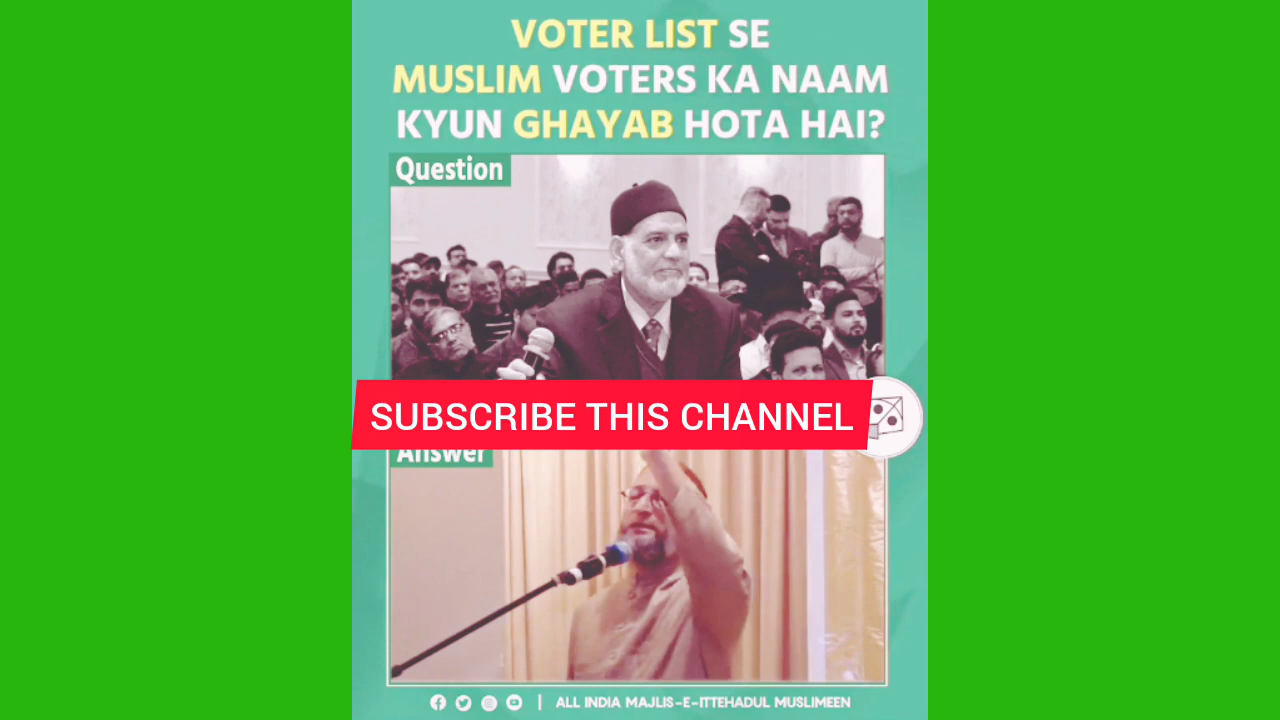 VOTER LIST SE
MUSLIM VOTERS KA NAAM
KYUN GHAYAB HOTA HAI?
Question
SUBSCRIBE THIS CHANNEL
Answer
| ALL INDIA MAJLIS-E-ITTEHADUL MUSLIMEEN